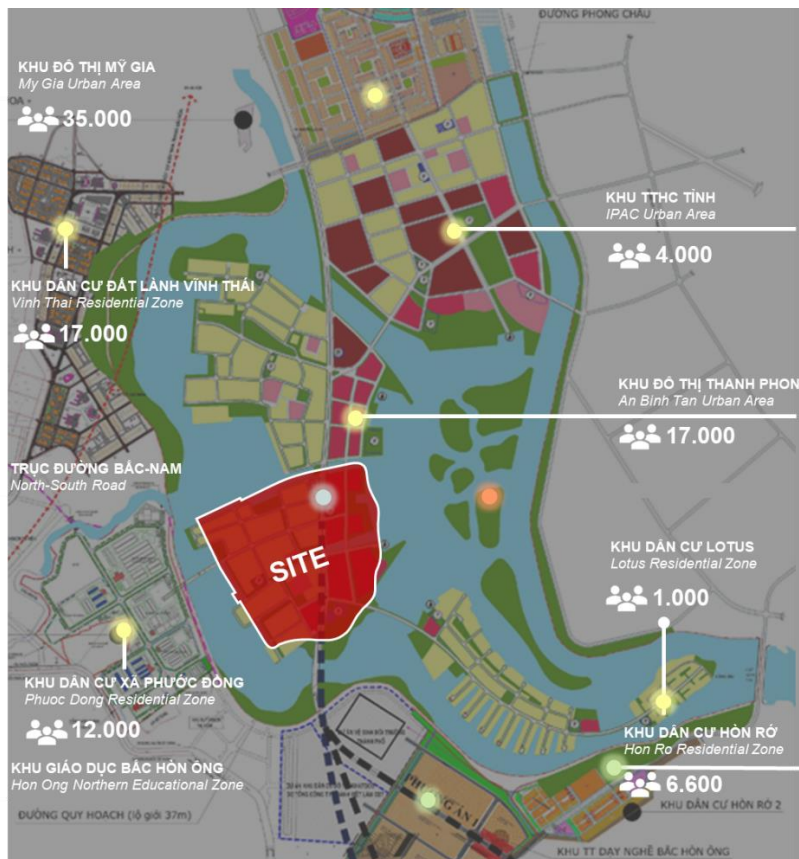 ĐƯỜNG PHONG CHÂU
KHU ĐÔ THỊ MỸ GIA
My Gia Urban Area
35.000
KHU TTHC TỈNH
IPAC Urban Area
4.000
KHU DÂN CƯ ĐẤT LÀNH VĨNH THÁI
Vinh Thai Residential Zone
17.000
KHU ĐÔ THỊ THANH PHON
An Binh Tan Urban Area
17.000
TRỤC ĐƯỜNG BẮC-NAM
North-South Road
SITE
KHU DÂN CƯ LOTUS
Lotus Residential Zone
1.000
KHU DÂN CƯ XÃ PHƯỚC ĐỒNG
Phuoc Dong Residential Zone
12.000
KHU DÂN CƯ HÒN RỚ
Hon Ro Residential Zone
6.600
KHU GIÁO DỤC BẮC HÒN ÔNG
Hon Ong Northern Educational Zone
KHU DÂN CƯ HÒN RỚ 2
ĐƯỜNG QUY HOẠCH (lộ giới 37m)
KHU TT DẠY NGHỀ BẮC HÒN ÔNG